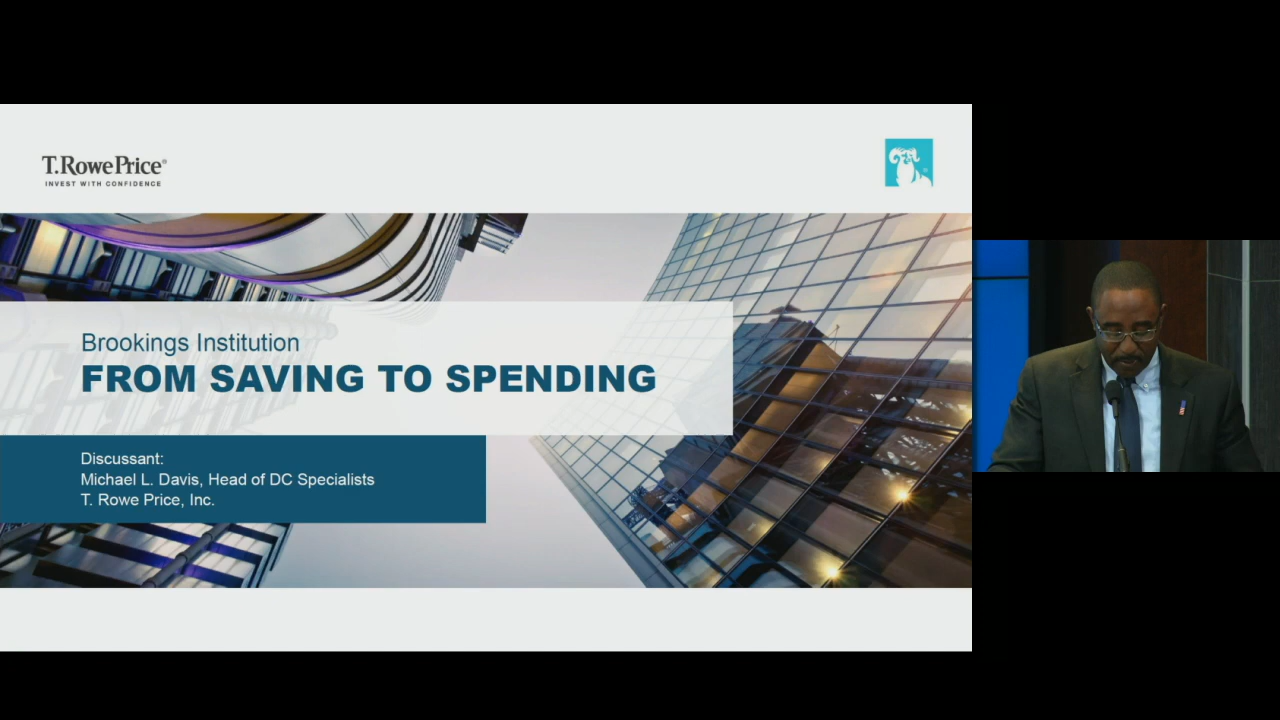 T.RowePrice®
INVEST WITH CONFIDENCE
Brookings Institution
FROM SAVING TO SPENDING
Discussant:
Michael L. Davis, Head of DC Specialists
T. Rowe Price, Inc.